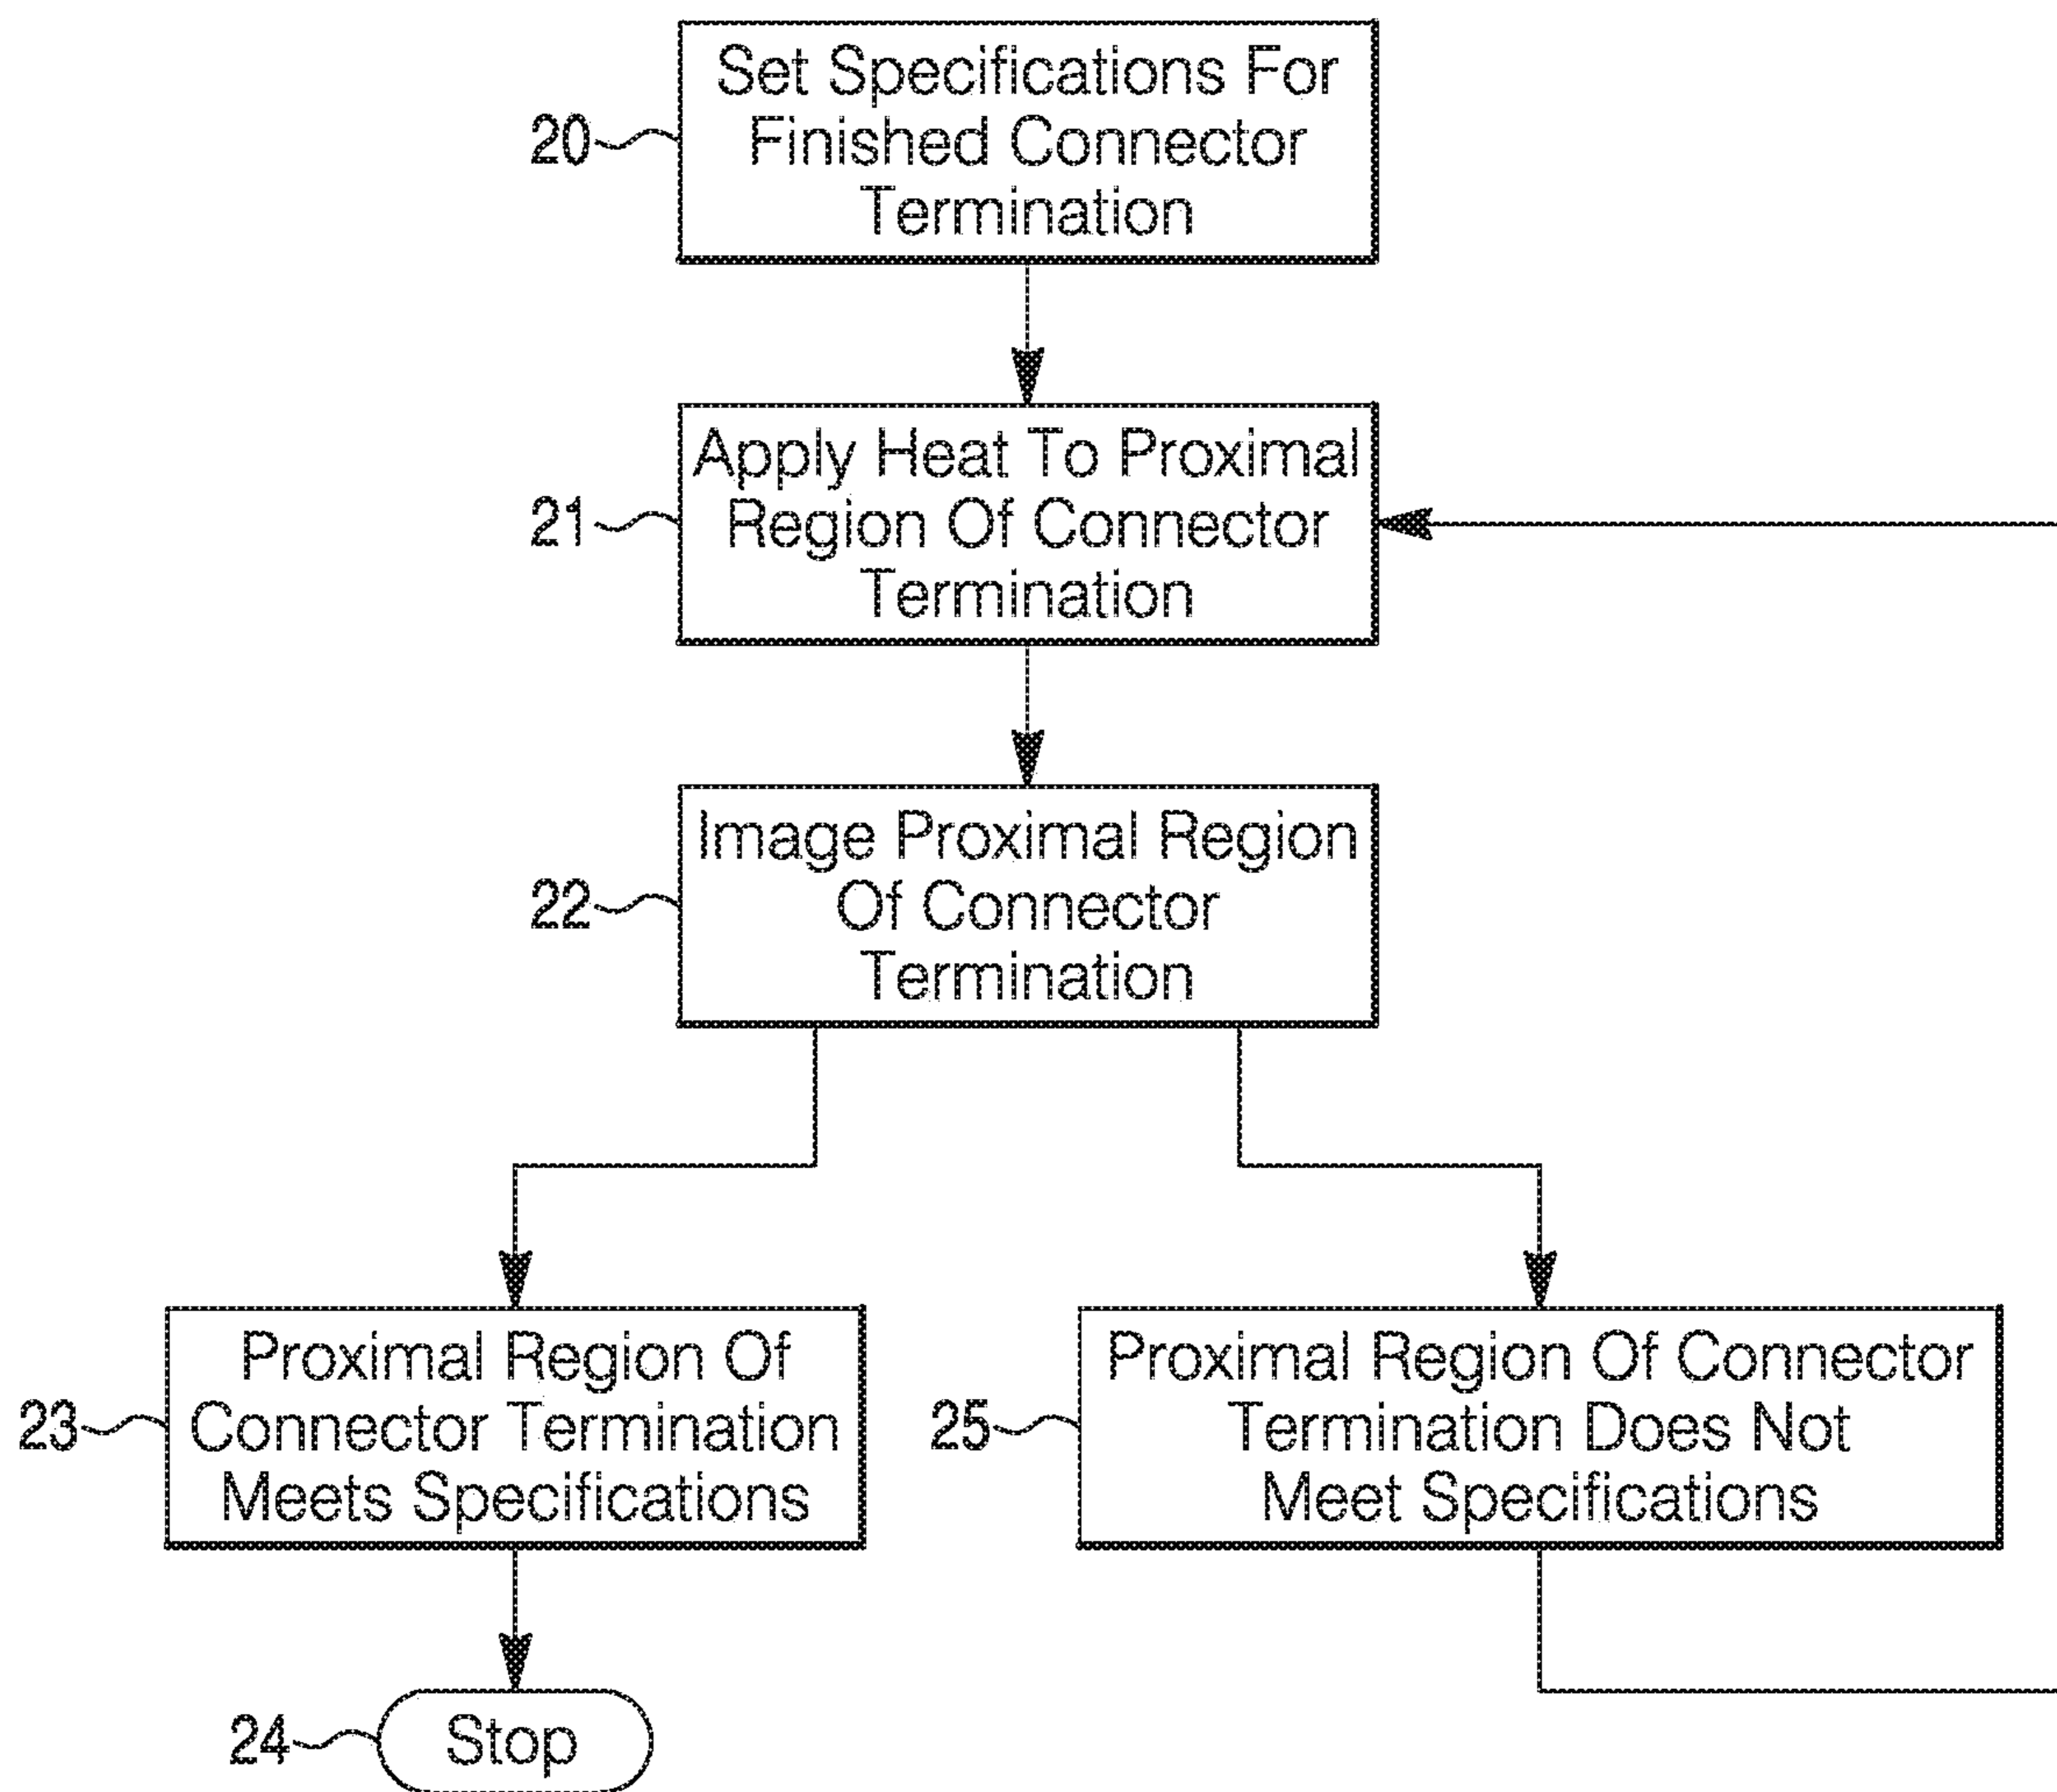 Set Specifications For
Finished Connector
Termination
20
Apply Heat To Proximal
Region Of Connector
Termination
21
Image Proximal Region
Of Connector
Termination
22
Proximal Region Of
Connector Termination
Meets Specifications
23
Proximal Region Of Connector
Termination Does Not
Meet Specifications
25
Stop
24